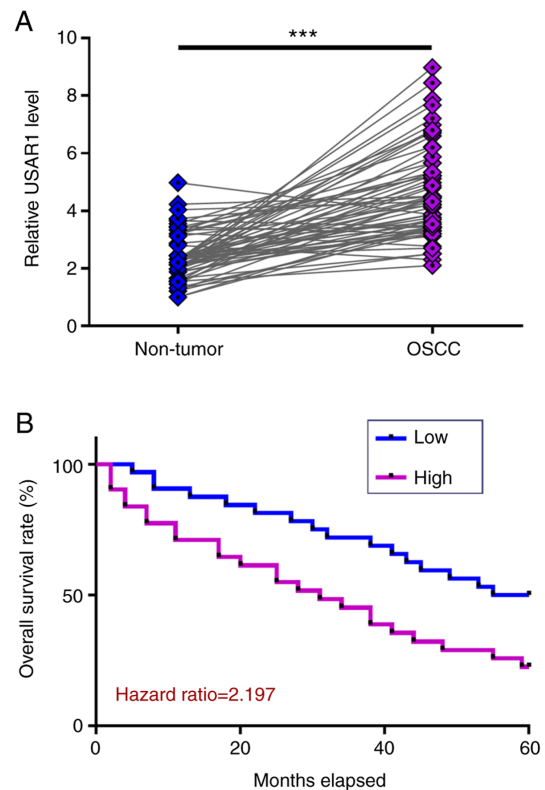 A
***
10
8
6
4
2
0
Relative USAR1 level
Non-tumor OSCC
B
Low
High
100
50
0
Overall survival rate (%)
Hazard ratio=2.197
0 20 40 60
Months elapsed